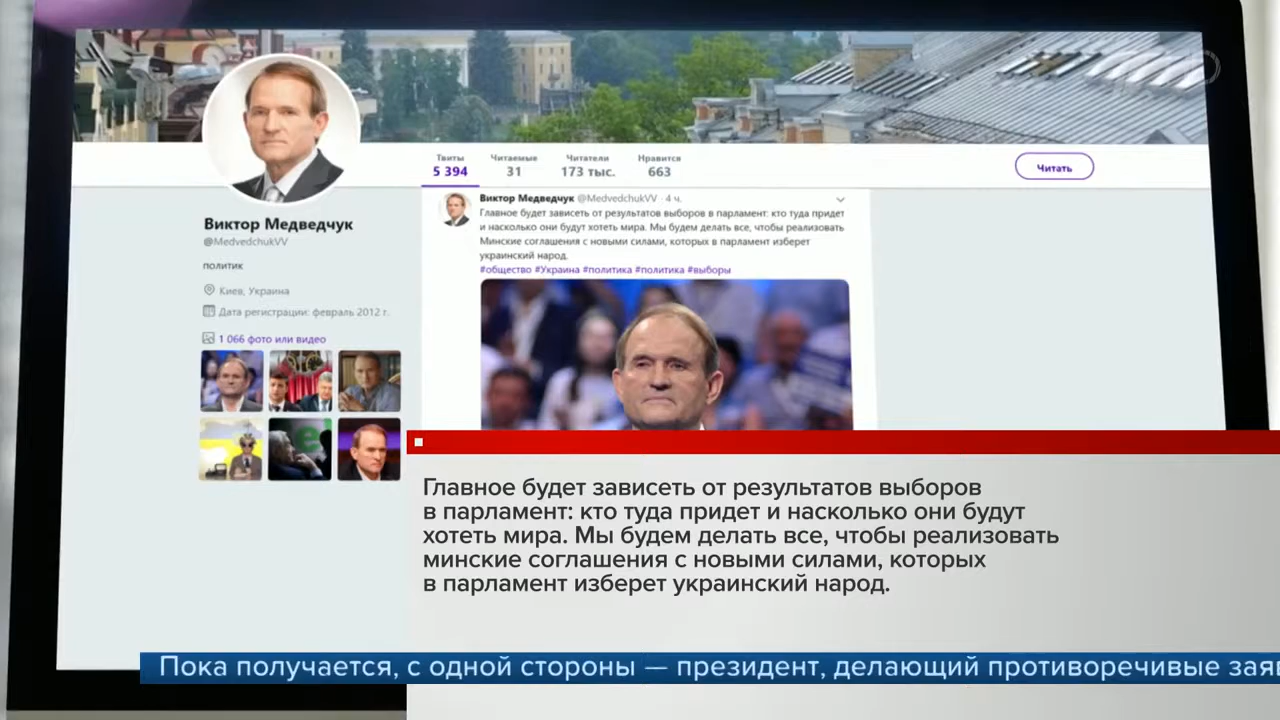 Твиты
5 394
Читаемые
31
Читатели
173 тыс.
Нравится
663
Читать
Виктор Медведчук
@MedvedchukVV
политик
Киев, Украина
Дата регистрации: февраль 2012 г.
1 066 фото или видео
Виктор Медведчук @MedvedchukVV · 4 ч.
Главное будет зависеть от результатов выборов в парламент: кто туда придет
и насколько они будут хотеть мира. Мы будем делать все, чтобы реализовать
Минские соглашения с новыми силами, которых в парламент изберет
украинский народ.
#общество #Украина #политика #политика #выборы
Главное будет зависеть от результатов выборов
в парламент: кто туда придет и насколько они будут
хотеть мира. Мы будем делать все, чтобы реализовать
минские соглашения с новыми силами, которых
в парламент изберет украинский народ.
Пока получается, с одной стороны — президент, делающий противоречивые зая